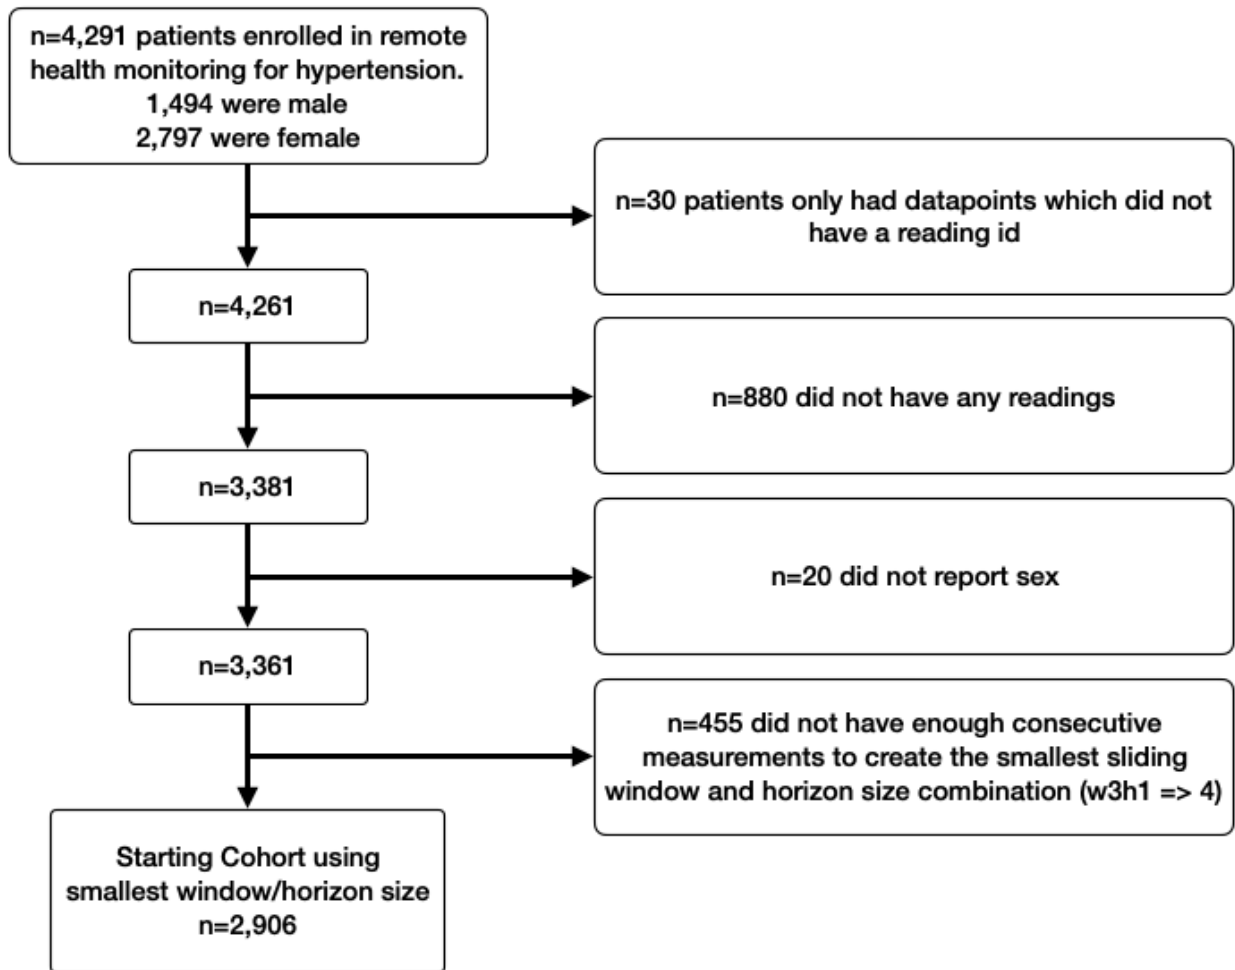 n=4,291 patients enrolled in remote
health monitoring for hypertension.
1,494 were male
2,797 were female
n=30 patients only had datapoints which did not
have a reading id
n=4,261
n=880 did not have any readings
n=3,381
n=20 did not report sex
n=3,361
n=455 did not have enough consecutive
measurements to create the smallest sliding
window and horizon size combination (w3h1 => 4)
Starting Cohort using
smallest window/horizon size
n=2,906